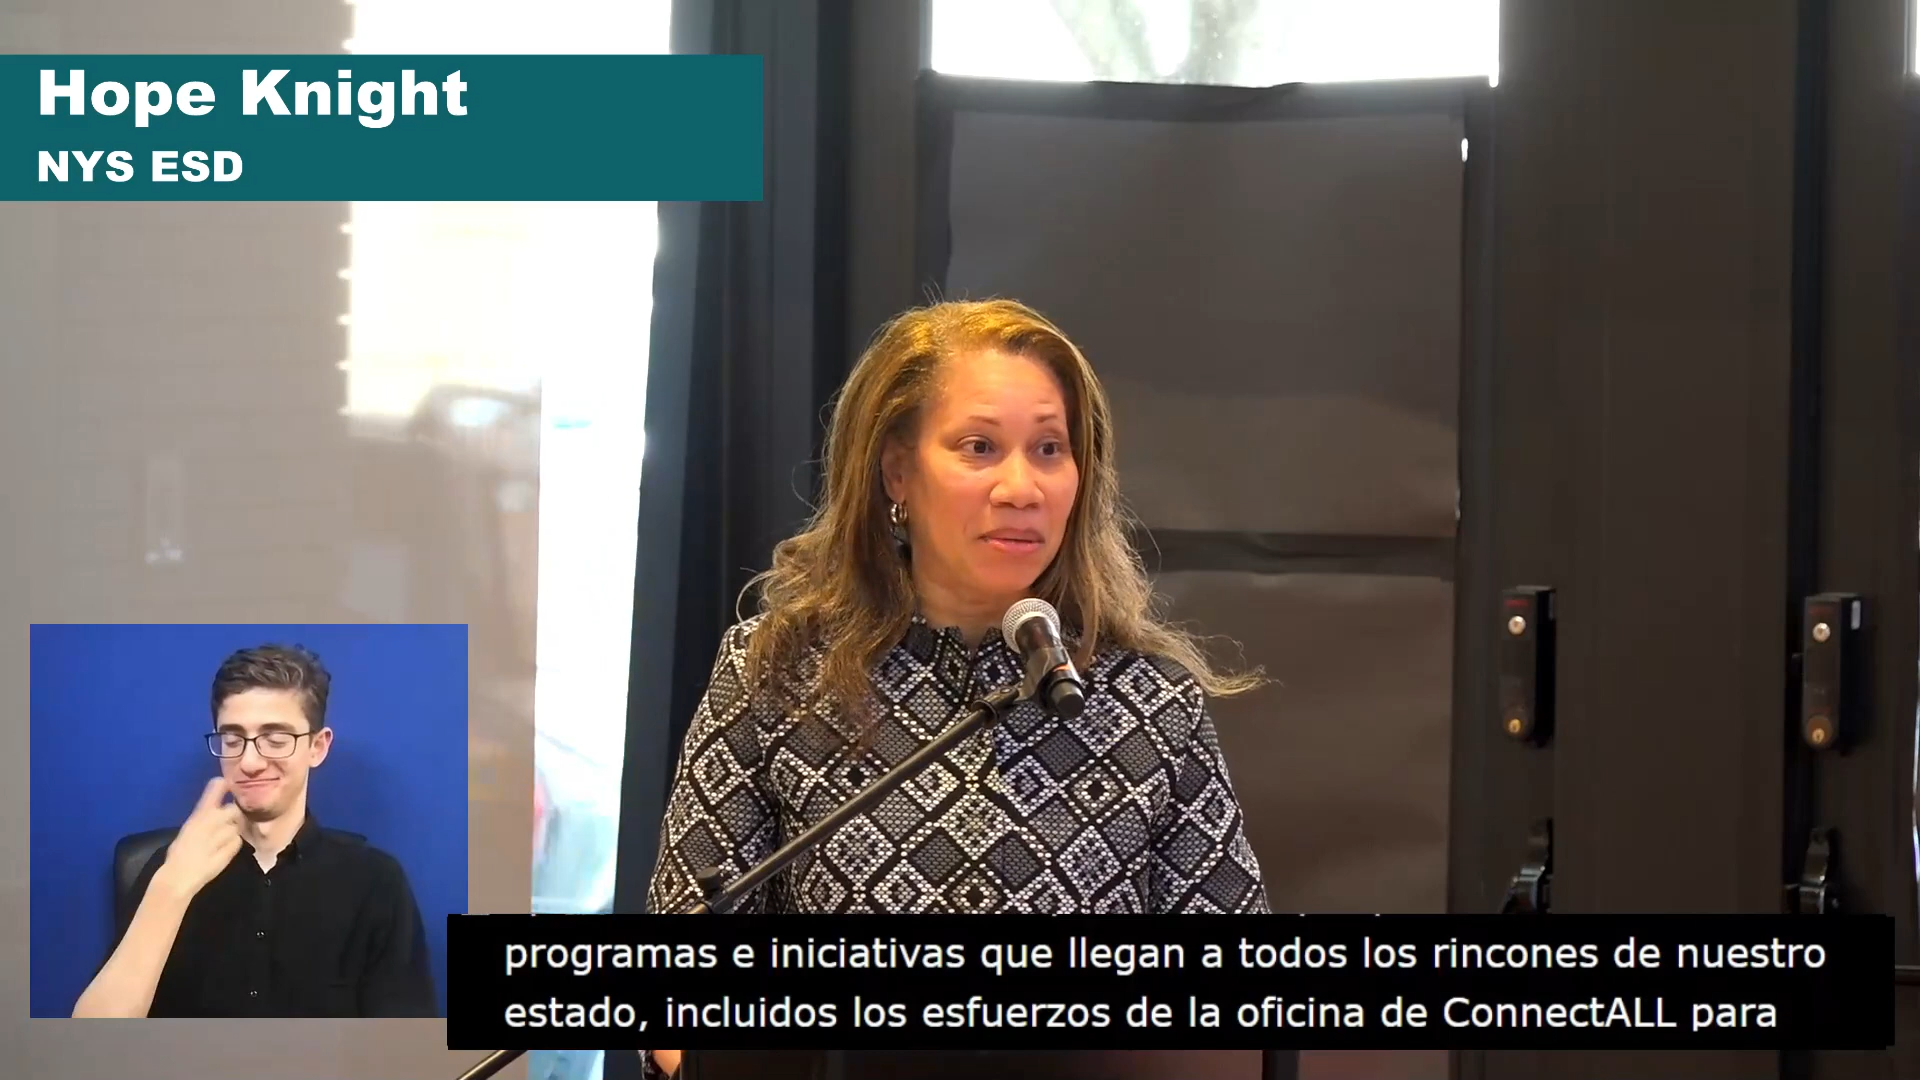 Hope Knight
NYS ESD
programas e iniciativas que llegan a todos los rincones de nuestro
estado, incluidos los esfuerzos de la oficina de ConnectALL para